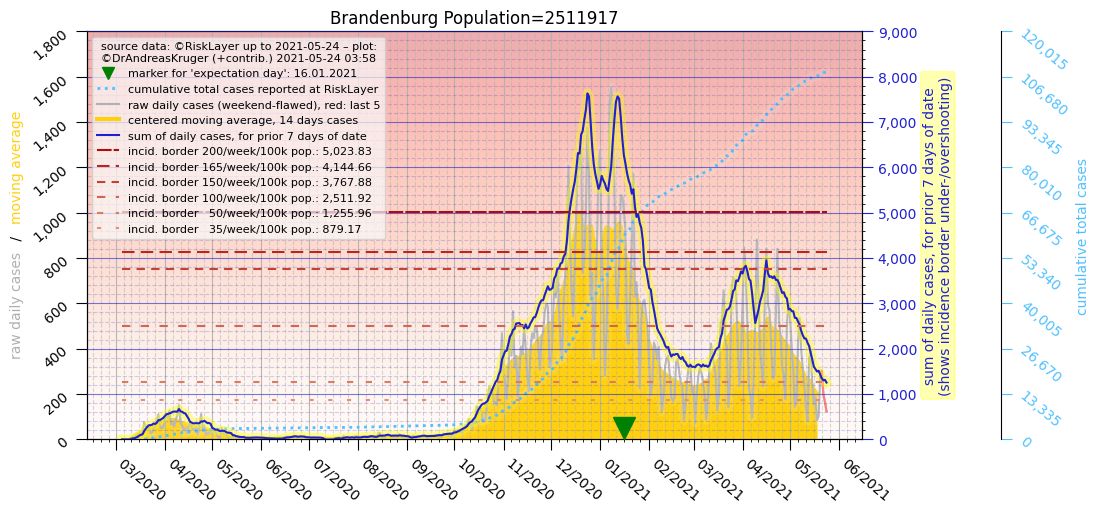 Brandenburg Population=2511917
source data: ©RiskLayer up to 2021-05-24 – plot:
©DrAndreasKruger (+contrib.) 2021-05-24 03:58
marker for 'expectation day': 16.01.2021
cumulative total cases reported at RiskLayer
raw daily cases (weekend-flawed), red: last 5
centered moving average, 14 days cases
sum of daily cases, for prior 7 days of date
incid. border 200/week/100k pop.: 5,023.83
incid. border 165/week/100k pop.: 4,144.66
incid. border 150/week/100k pop.: 3,767.88
incid. border 100/week/100k pop.: 2,511.92
incid. border   50/week/100k pop.: 1,255.96
incid. border   35/week/100k pop.: 879.17
raw daily cases  /  moving average
1,800
1,600
1,400
1,200
1,000
800
600
400
200
0
03/2020
04/2020
05/2020
06/2020
07/2020
08/2020
09/2020
10/2020
11/2020
12/2020
01/2021
02/2021
03/2021
04/2021
05/2021
06/2021
9,000
8,000
7,000
6,000
5,000
4,000
3,000
2,000
1,000
0
sum of daily cases, for prior 7 days of date
(shows incidence border under-/overshooting)
120,015
106,680
93,345
80,010
66,675
53,340
40,005
26,670
13,335
0
cumulative total cases